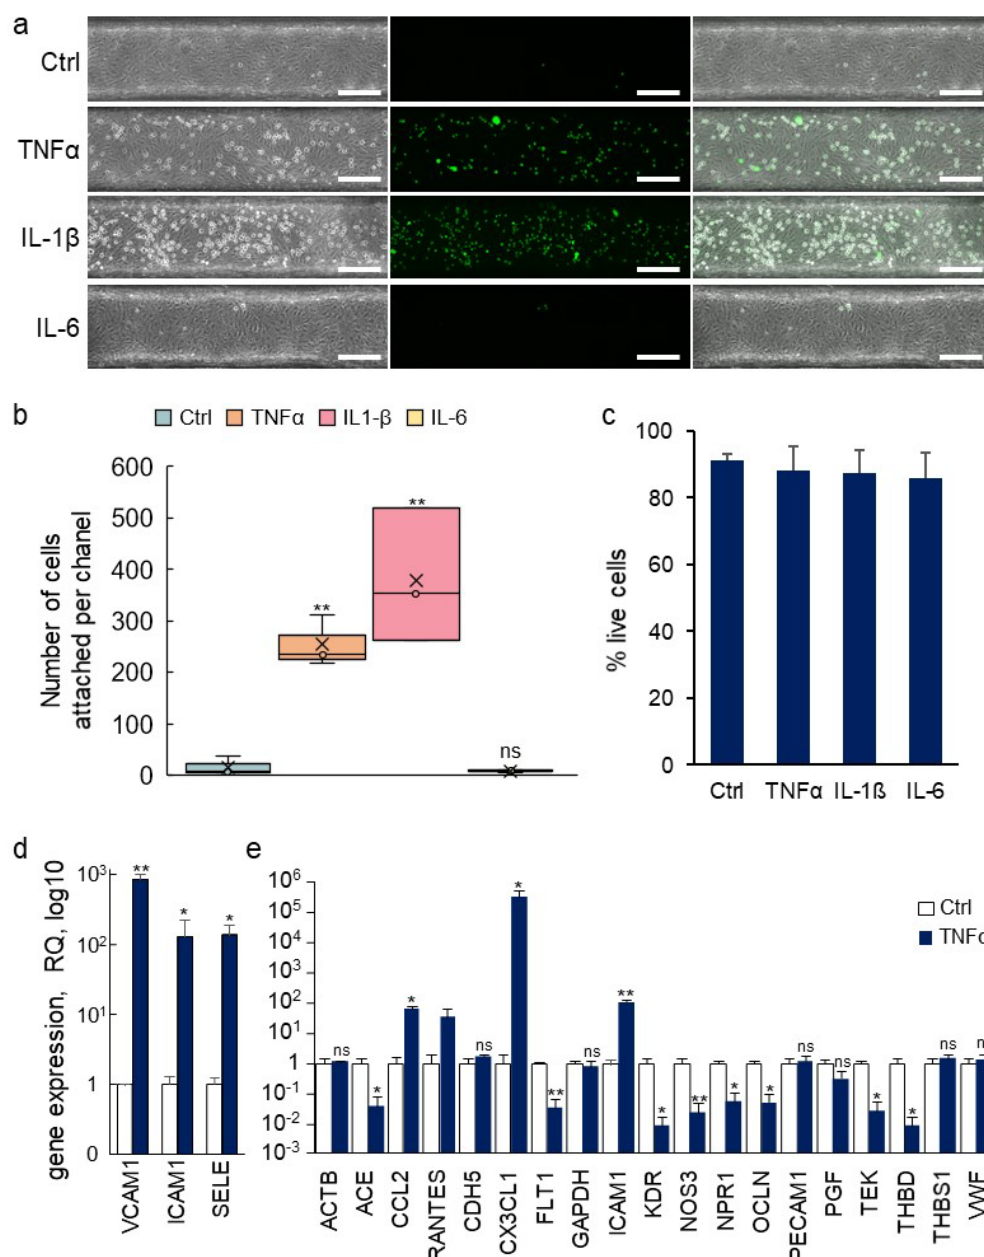 a
Ctrl
TNFα
IL-1β
IL-6
b
Ctrl TNFα IL1-β IL-6
Number of cells
attached per chanel
600
500
400
300
200
100
0
**
**
ns
c
% live cells
100
80
60
40
20
0
Ctrl TNFα IL-1ß IL-6
d
gene expression, RQ, log10
10³
10²
10¹
1
0
** * *
VCAM1 ICAM1 SELE
e
10⁶
10⁵
10⁴
10³
10²
10¹
1
10⁻¹
10⁻²
10⁻³
Ctrl
TNFα
ns * * ns * ** ns ** * ** * * ns ns * * ns
ACTB ACE CCL2 RANTES CDH5 CX3CL1 FLT1 GAPDH ICAM1 KDR NOS3 NPR1 OCLN PECAM1 PGF TEK THBD THBS1 VWF